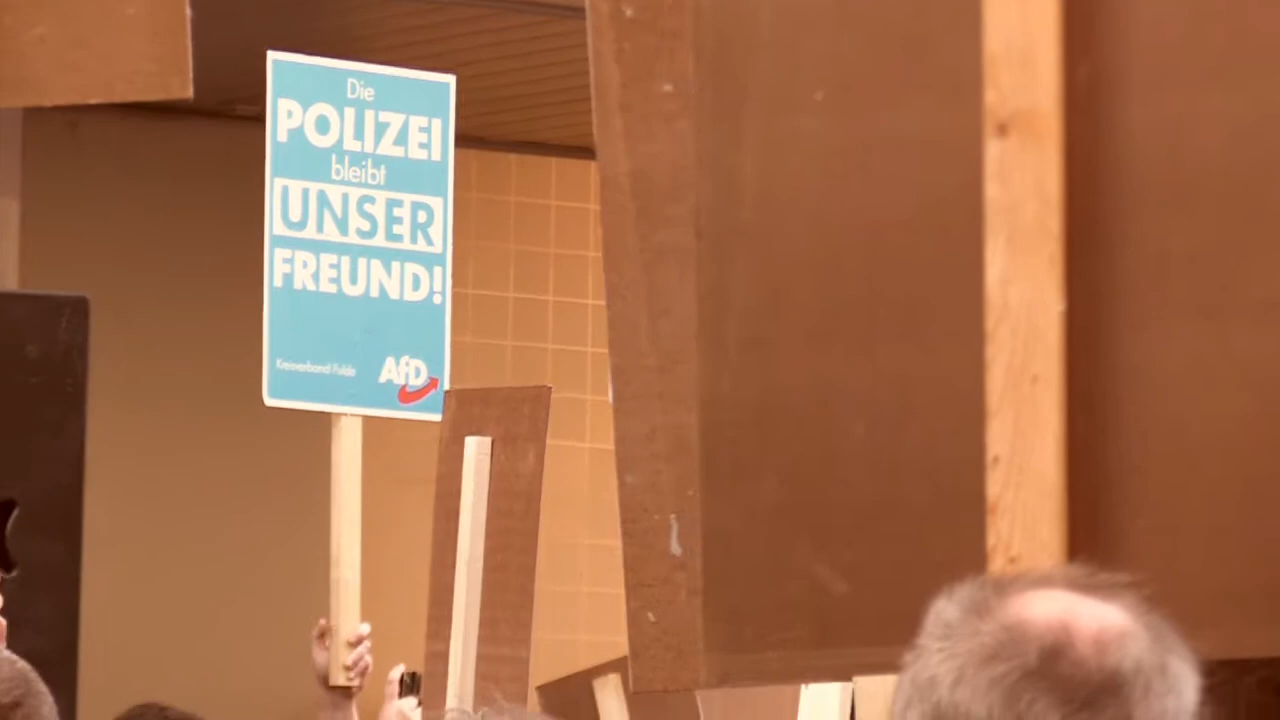 Die
POLIZEI
bleibt
UNSER
FREUND!
Kreisverband Fulda
AfD